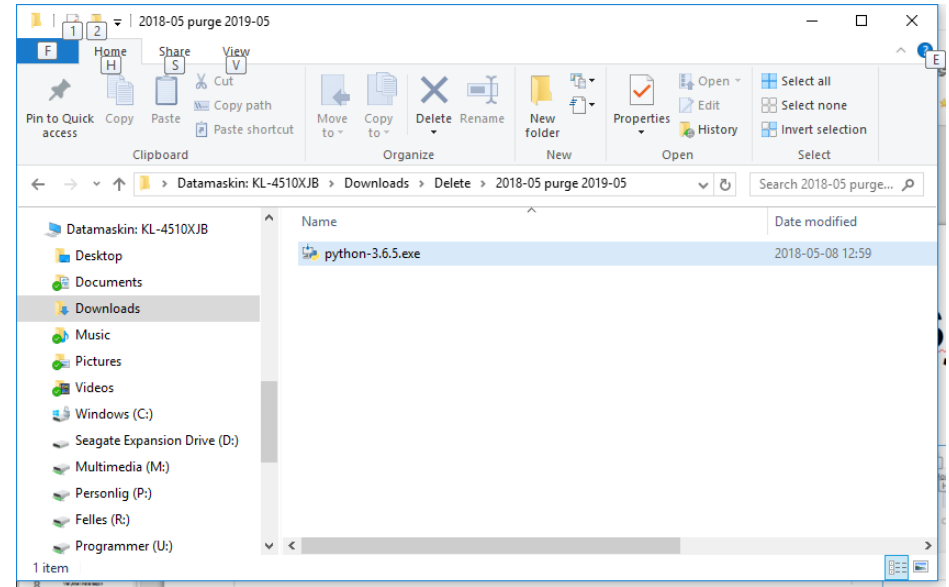 2018-05 purge 2019-05
1 2
F Home Share View E
H S V
Pin to Quick access
Copy
Paste
Cut
Copy path
Paste shortcut
Move to
Copy to
Delete
Rename
New folder
Properties
Open
Edit
History
Select all
Select none
Invert selection
Clipboard Organize New Open Select
Datamaskin: KL-4510XJB > Downloads > Delete > 2018-05 purge 2019-05
Search 2018-05 purge...
Name Date modified
python-3.6.5.exe 2018-05-08 12:59
Datamaskin: KL-4510XJB
Desktop
Documents
Downloads
Music
Pictures
Videos
Windows (C:)
Seagate Expansion Drive (D:)
Multimedia (M:)
Personlig (P:)
Felles (R:)
Programmer (U:)
1 item